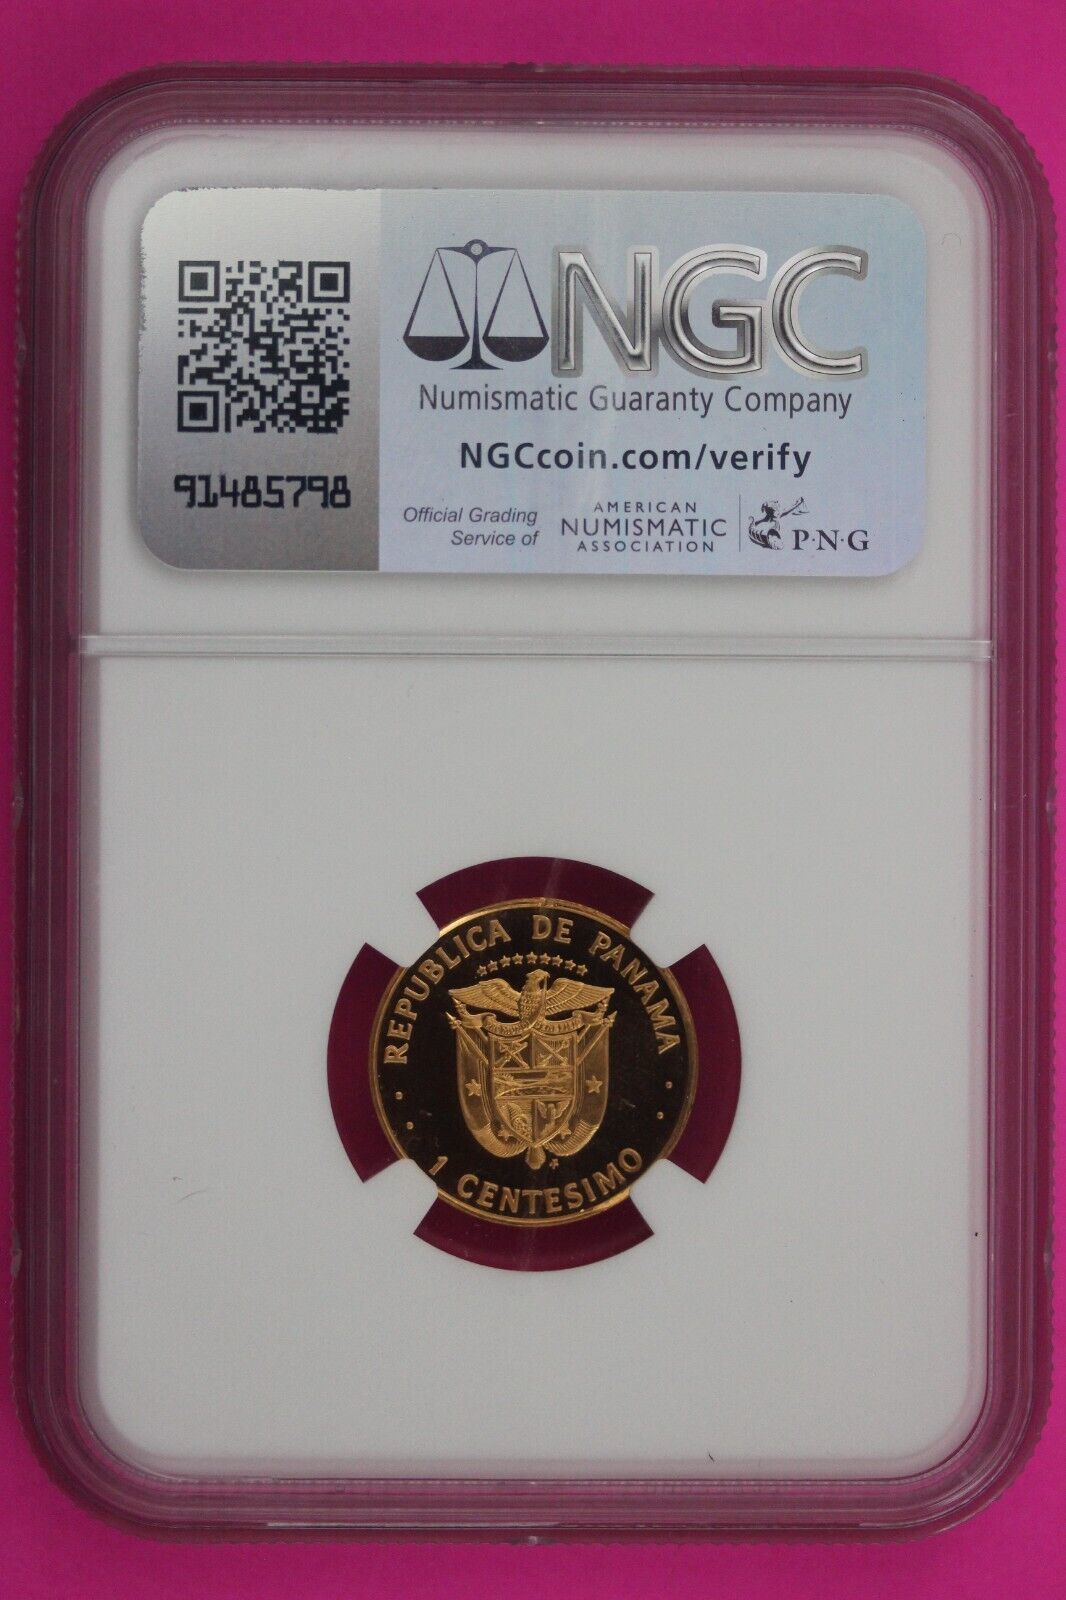 91485798
NGC
Numismatic Guaranty Company
NGCcoin.com/verify
Official Grading
Service of
AMERICAN
NUMISMATIC
ASSOCIATION
P·N·G
REPUBLICA DE PANAMA
1 CENTESIMO